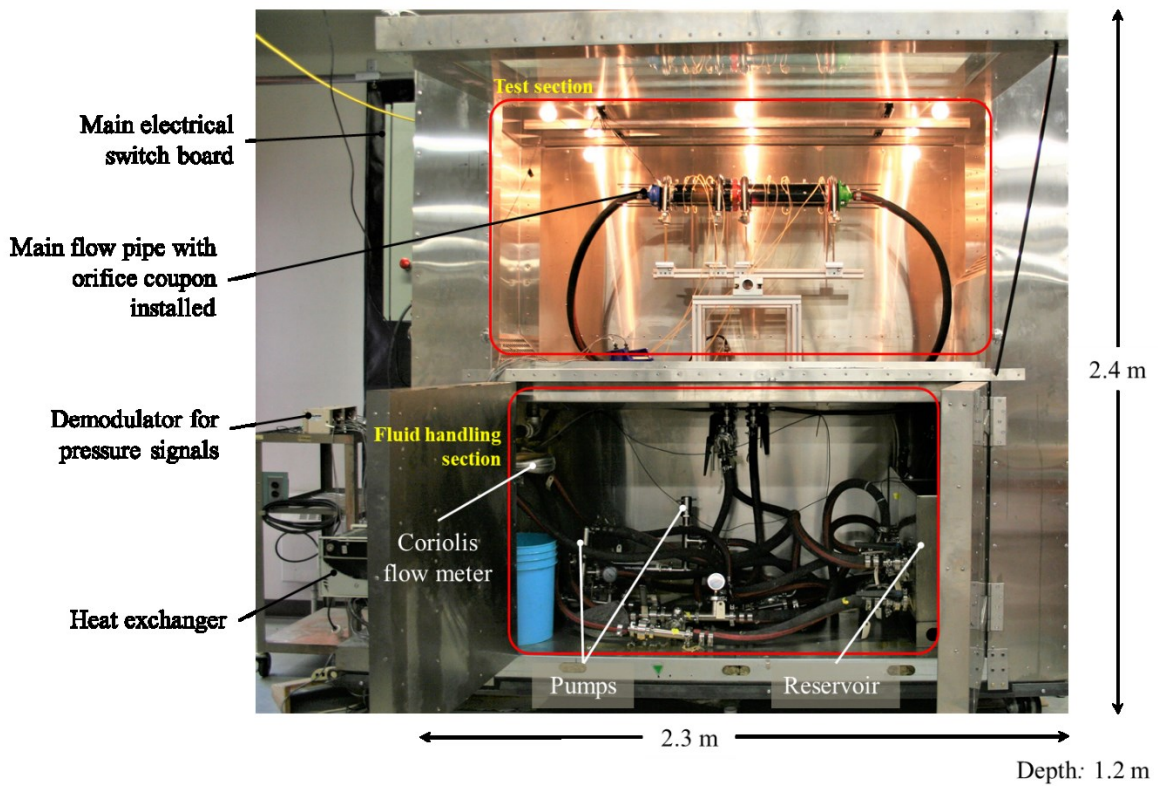 Test section
Main electrical
switch board
Main flow pipe with
orifice coupon
installed
2.4 m
Demodulator for
pressure signals
Fluid handling
section
Coriolis
flow meter
Heat exchanger
Pumps
Reservoir
2.3 m
Depth: 1.2 m